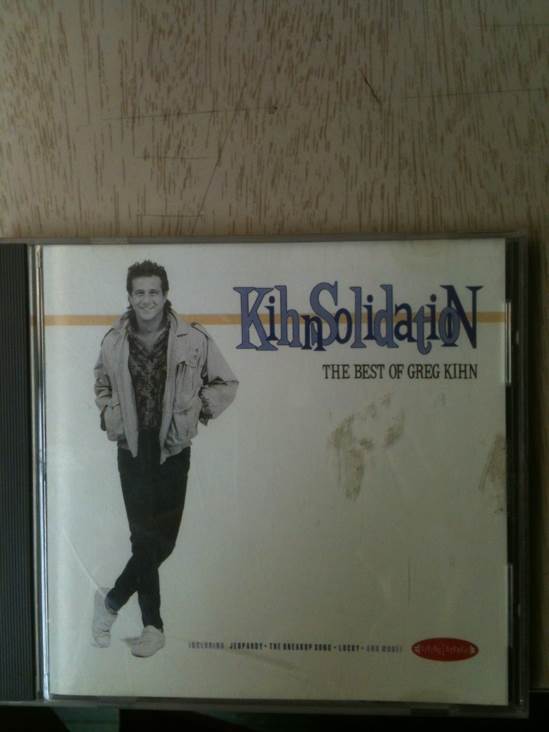 KihnSolidatioN
THE BEST OF GREG KIHN
INCLUDING JEOPARDY • THE BREAKUP SONG • LUCKY • AND MORE!